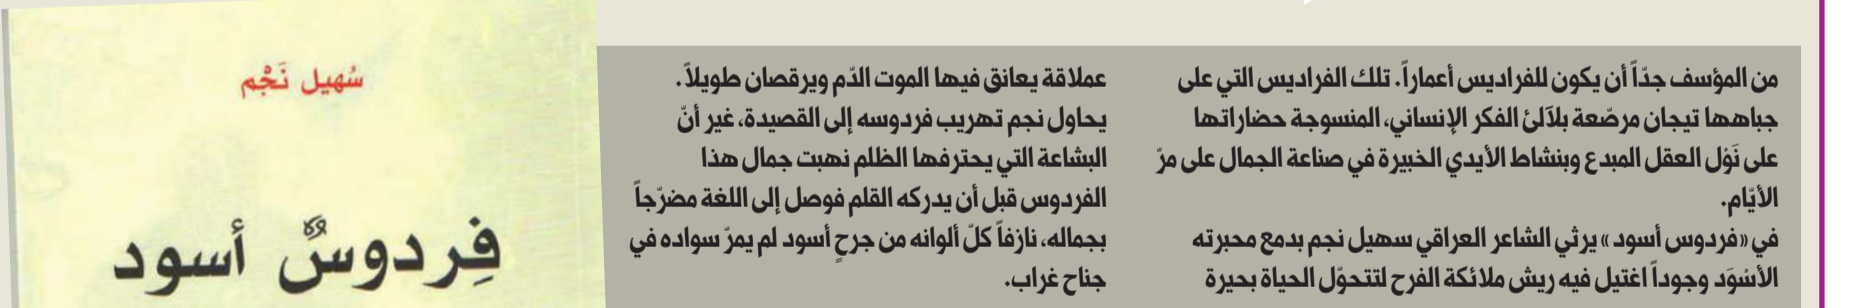 من المؤسف جدّاً أن يكون للفراديس أعماراً. تلك الفراديس التي على
جباهها تيجان مرصّعة بلآلئ الفكر الإنساني، المنسوجة حضاراتها
على نَوْل العقل المبدع وبنشاط الأيدي الخبيرة في صناعة الجمال على مرّ
الأيّام.
في «فردوس أسود» يرثي الشاعر العراقي سهيل نجم بدمع محبرته
الأسْوَد وجوداً اغتيل فيه ريش ملائكة الفرح لتتحوّل الحياة بحيرة
عملاقة يعانق فيها الموت الدّم ويرقصان طويلاً.
يحاول نجم تهريب فردوسه إلى القصيدة، غير أنّ
البشاعة التي يحترفها الظلم نهبت جمال هذا
الفردوس قبل أن يدركه القلم فوصل إلى اللغة مضرّجاً
بجماله، نازفاً كلّ ألوانه من جرحٍ أسود لم يمرّ سواده في
جناح غراب.
سُهيل نَجْم
فِردوسٌ أسود